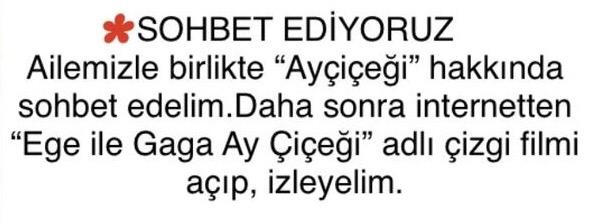 SOHBET EDİYORUZ
Ailemizle birlikte “Ayçiçeği” hakkında
sohbet edelim.Daha sonra internetten
“Ege ile Gaga Ay Çiçeği” adlı çizgi filmi
açıp, izleyelim.